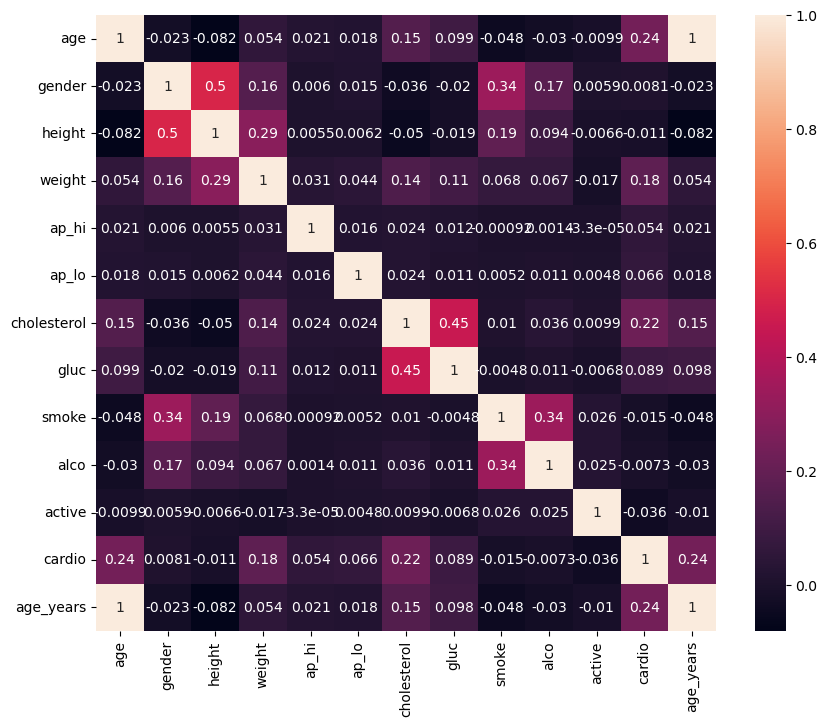 age 1 -0.023 -0.082 0.054 0.021 0.018 0.15 0.099 -0.048 -0.03 -0.0099 0.24 1
gender -0.023 1 0.5 0.16 0.006 0.015 -0.036 -0.02 0.34 0.17 0.0059 0.0081 -0.023
height -0.082 0.5 1 0.29 0.0055 0.0062 -0.05 -0.019 0.19 0.094 -0.0066 -0.011 -0.082
weight 0.054 0.16 0.29 1 0.031 0.044 0.14 0.11 0.068 0.067 -0.017 0.18 0.054
ap_hi 0.021 0.006 0.0055 0.031 1 0.016 0.024 0.012 -0.00092 0.0014 -3.3e-05 0.054 0.021
ap_lo 0.018 0.015 0.0062 0.044 0.016 1 0.024 0.011 0.0052 0.011 0.0048 0.066 0.018
cholesterol 0.15 -0.036 -0.05 0.14 0.024 0.024 1 0.45 0.01 0.036 0.0099 0.22 0.15
gluc 0.099 -0.02 -0.019 0.11 0.012 0.011 0.45 1 -0.0048 0.011 -0.0068 0.089 0.098
smoke -0.048 0.34 0.19 0.068 -0.00092 0.0052 0.01 -0.0048 1 0.34 0.026 -0.015 -0.048
alco -0.03 0.17 0.094 0.067 0.0014 0.011 0.036 0.011 0.34 1 0.025 -0.0073 -0.03
active -0.0099 0.0059 -0.0066 -0.017 -3.3e-05 0.0048 0.0099 -0.0068 0.026 0.025 1 -0.036 -0.01
cardio 0.24 0.0081 -0.011 0.18 0.054 0.066 0.22 0.089 -0.015 -0.0073 -0.036 1 0.24
age_years 1 -0.023 -0.082 0.054 0.021 0.018 0.15 0.098 -0.048 -0.03 -0.01 0.24 1
age gender height weight ap_hi ap_lo cholesterol gluc smoke alco active cardio age_years
1.0
0.8
0.6
0.4
0.2
0.0